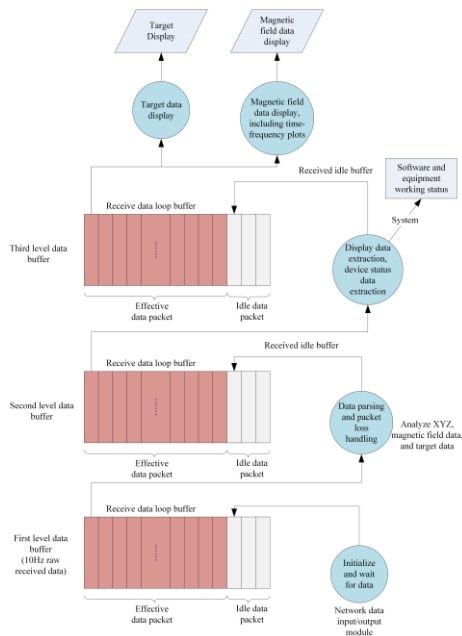 Target
Display
Magnetic
field data
display
Target data
display
Magnetic field
data display,
including time-
frequency plots
Received idle buffer
Software and
equipment
working status
Receive data loop buffer
System
Third level data
buffer
Display data
extraction,
device status
data
extraction
Effective
data packet
Idle data
packet
Received idle buffer
Receive data loop buffer
Second level data
buffer
Data parsing
and packet
loss
handling
Analyze XYZ,
magnetic field data,
and target data
Effective
data packet
Idle data
packet
Receive data loop buffer
First level data
buffer
(10Hz raw
received data)
Initialize
and wait
for data
Effective
data packet
Idle data
packet
Network data
input/output
module